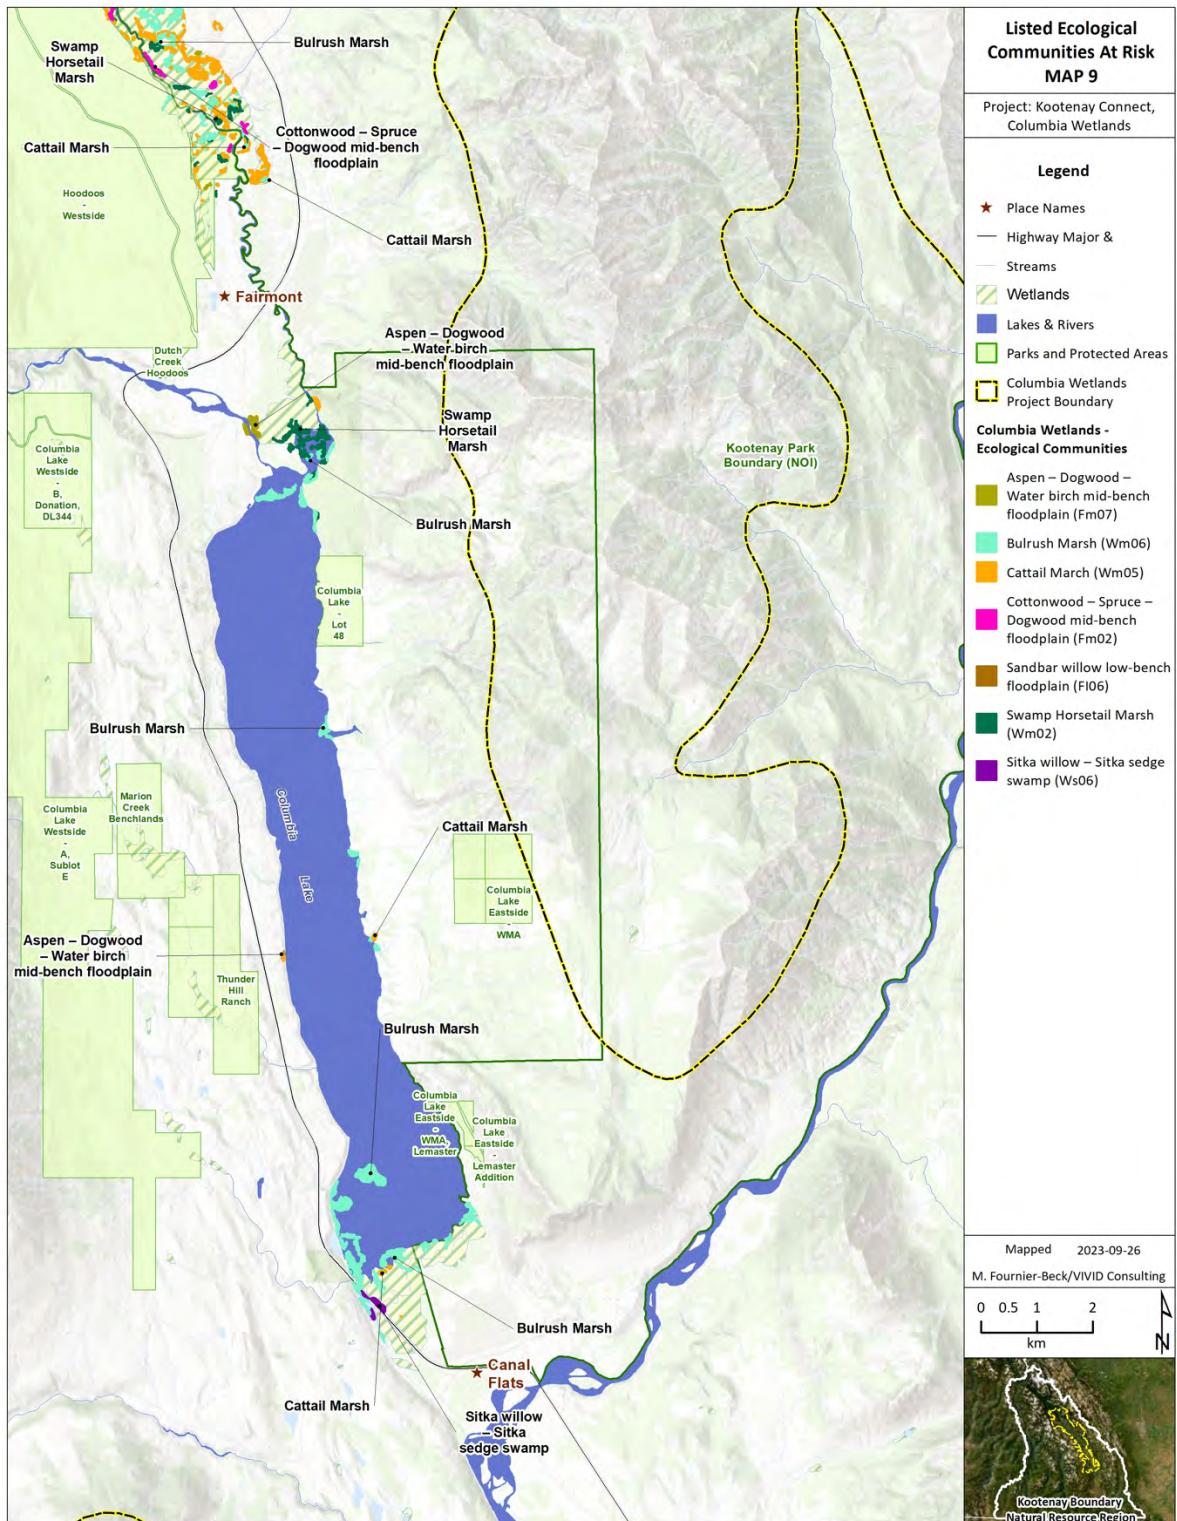 Listed Ecological
Communities At Risk
MAP 9
Project: Kootenay Connect,
Columbia Wetlands
Legend
Place Names
Highway Major &
Streams
Wetlands
Lakes & Rivers
Parks and Protected Areas
Columbia Wetlands
Project Boundary
Columbia Wetlands -
Ecological Communities
Aspen – Dogwood –
Water birch mid-bench
floodplain (Fm07)
Bulrush Marsh (Wm06)
Cattail March (Wm05)
Cottonwood – Spruce –
Dogwood mid-bench
floodplain (Fm02)
Sandbar willow low-bench
floodplain (Fl06)
Swamp Horsetail Marsh
(Wm02)
Sitka willow – Sitka sedge
swamp (Ws06)
Mapped 2023-09-26
M. Fournier-Beck/VIVID Consulting
0 0.5 1 2
km
N
Kootenay Boundary
Natural Resource Region
Swamp
Horsetail
Marsh
Bulrush Marsh
Cottonwood – Spruce
– Dogwood mid-bench
floodplain
Cattail Marsh
Hoodoos
-
Westside
Cattail Marsh
Fairmont
Dutch
Creek
Hoodoos
Aspen – Dogwood
– Water birch
mid-bench floodplain
Swamp
Horsetail
Marsh
Kootenay Park
Boundary (NOI)
Columbia
Lake
Westside
-
B,
Donation,
DL344
Bulrush Marsh
Columbia
Lake
-
Lot
48
Bulrush Marsh
Columbia
Lake
Marion
Creek
Benchlands
Columbia
Lake
Westside
-
A,
Sublot
E
Cattail Marsh
Columbia
Lake
Eastside
-
WMA
Aspen – Dogwood
– Water birch
mid-bench floodplain
Thunder
Hill
Ranch
Bulrush Marsh
Columbia
Lake
Eastside
-
WMA,
Lemaster
Columbia
Lake
Eastside
-
Lemaster
Addition
Bulrush Marsh
Canal
Flats
Cattail Marsh
Sitka willow
– Sitka
sedge swamp